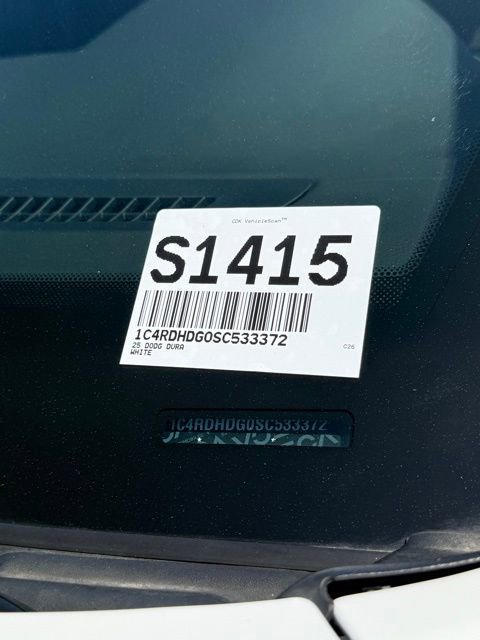 CDK VehicleScan™
S1415
1C4RDHDG0SC533372
25 DODG DURA
WHITE
C26
1C4RDHDG0SC533372